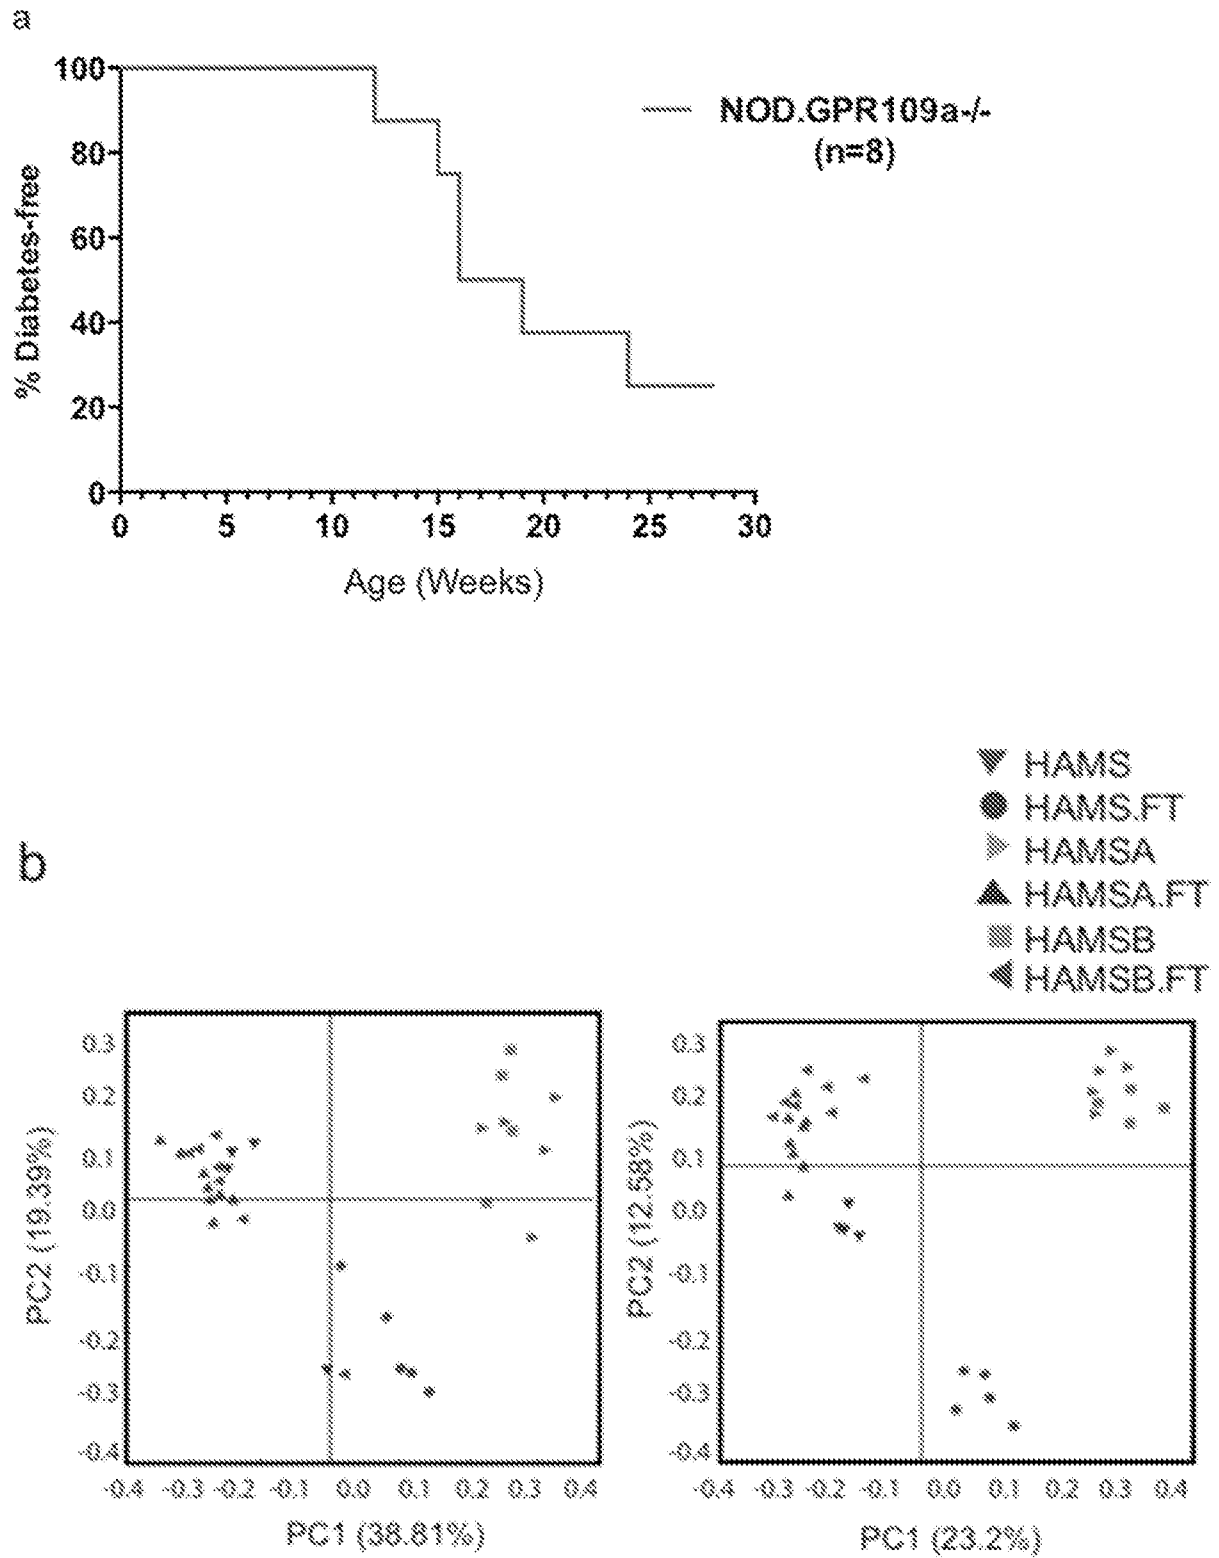 a
100
80
60
40
20
0
% Diabetes-free
NOD.GPR109a-/-
(n=8)
0 5 10 15 20 25 30
Age (Weeks)
HAMS
HAMS.FT
HAMSA
HAMSA.FT
HAMSB
HAMSB.FT
b
0.3
0.2
0.1
0.0
-0.1
-0.2
-0.3
-0.4
PC2 (19.39%)
-0.4 -0.3 -0.2 -0.1 0.0 0.1 0.2 0.3 0.4
PC1 (38.81%)
0.3
0.2
0.1
0.0
-0.1
-0.2
-0.3
-0.4
PC2 (12.58%)
-0.4 -0.3 -0.2 -0.1 0.0 0.1 0.2 0.3 0.4
PC1 (23.2%)